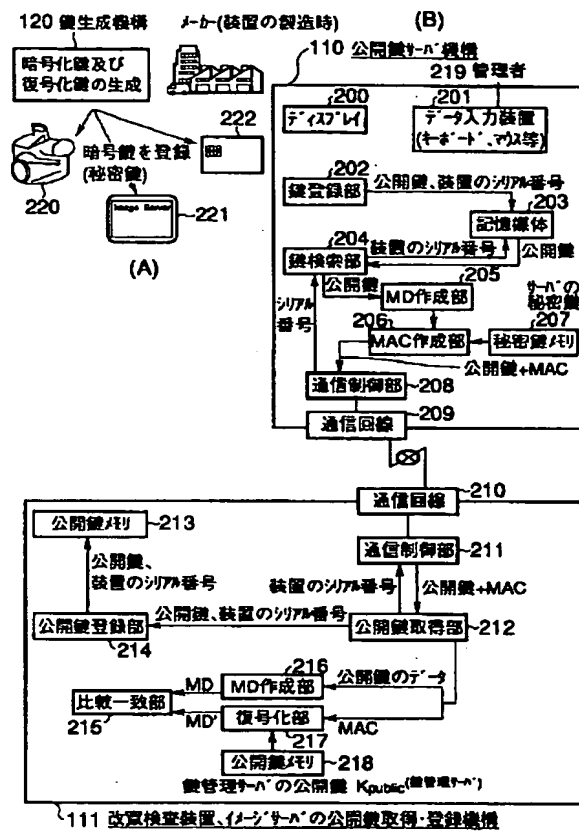 120 鍵生成機構
暗号化鍵及び
復号化鍵の生成
メーカー(装置の製造時)
暗号鍵を登録
(秘密鍵)
220
222
Image Server
221
(A)
(B)
110 公開鍵サーバ機構
219 管理者
200
ディスプレイ
201
データ入力装置
(キーボード、マウス等)
202
鍵登録部
公開鍵、装置のシリアル番号
203
記憶媒体
204
鍵検索部
装置のシリアル番号
公開鍵
公開鍵
205
MD作成部
シリアル
番号
サーバの
秘密鍵
206
MAC作成部
207
秘密鍵メモリ
公開鍵+MAC
通信制御部
208
通信回線
209
210
通信回線
通信制御部
211
公開鍵メモリ
213
公開鍵、
装置のシリアル番号
装置のシリアル番号
公開鍵+MAC
公開鍵登録部
214
公開鍵、装置のシリアル番号
公開鍵取得部
212
216
MD作成部
公開鍵のデータ
MD
比較一致部
215
MD'
復号化部
217
MAC
公開鍵メモリ
218
鍵管理サーバの公開鍵 Kpublic(鍵管理サーバ)
111 改竄検査装置、イメージサーバの公開鍵取得・登録機構